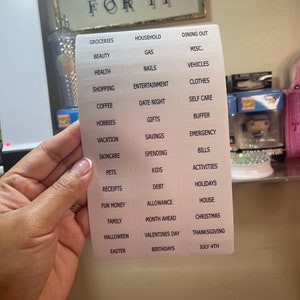 FOR IT
GROCERIES HOUSEHOLD DINING OUT
BEAUTY GAS MISC.
HEALTH NAILS VEHICLES
SHOPPING ENTERTAINMENT CLOTHES
COFFEE DATE NIGHT SELF CARE
HOBBIES GIFTS BUFFER
VACATION SAVINGS EMERGENCY
SKINCARE SPENDING BILLS
PETS KIDS ACTIVITIES
RECEIPTS DEBT HOLIDAYS
FUN MONEY ALLOWANCE HOUSE
FAMILY MONTH AHEAD CHRISTMAS
HALLOWEEN VALENTINES DAY THANKSGIVING
EASTER BIRTHDAYS JULY 4TH